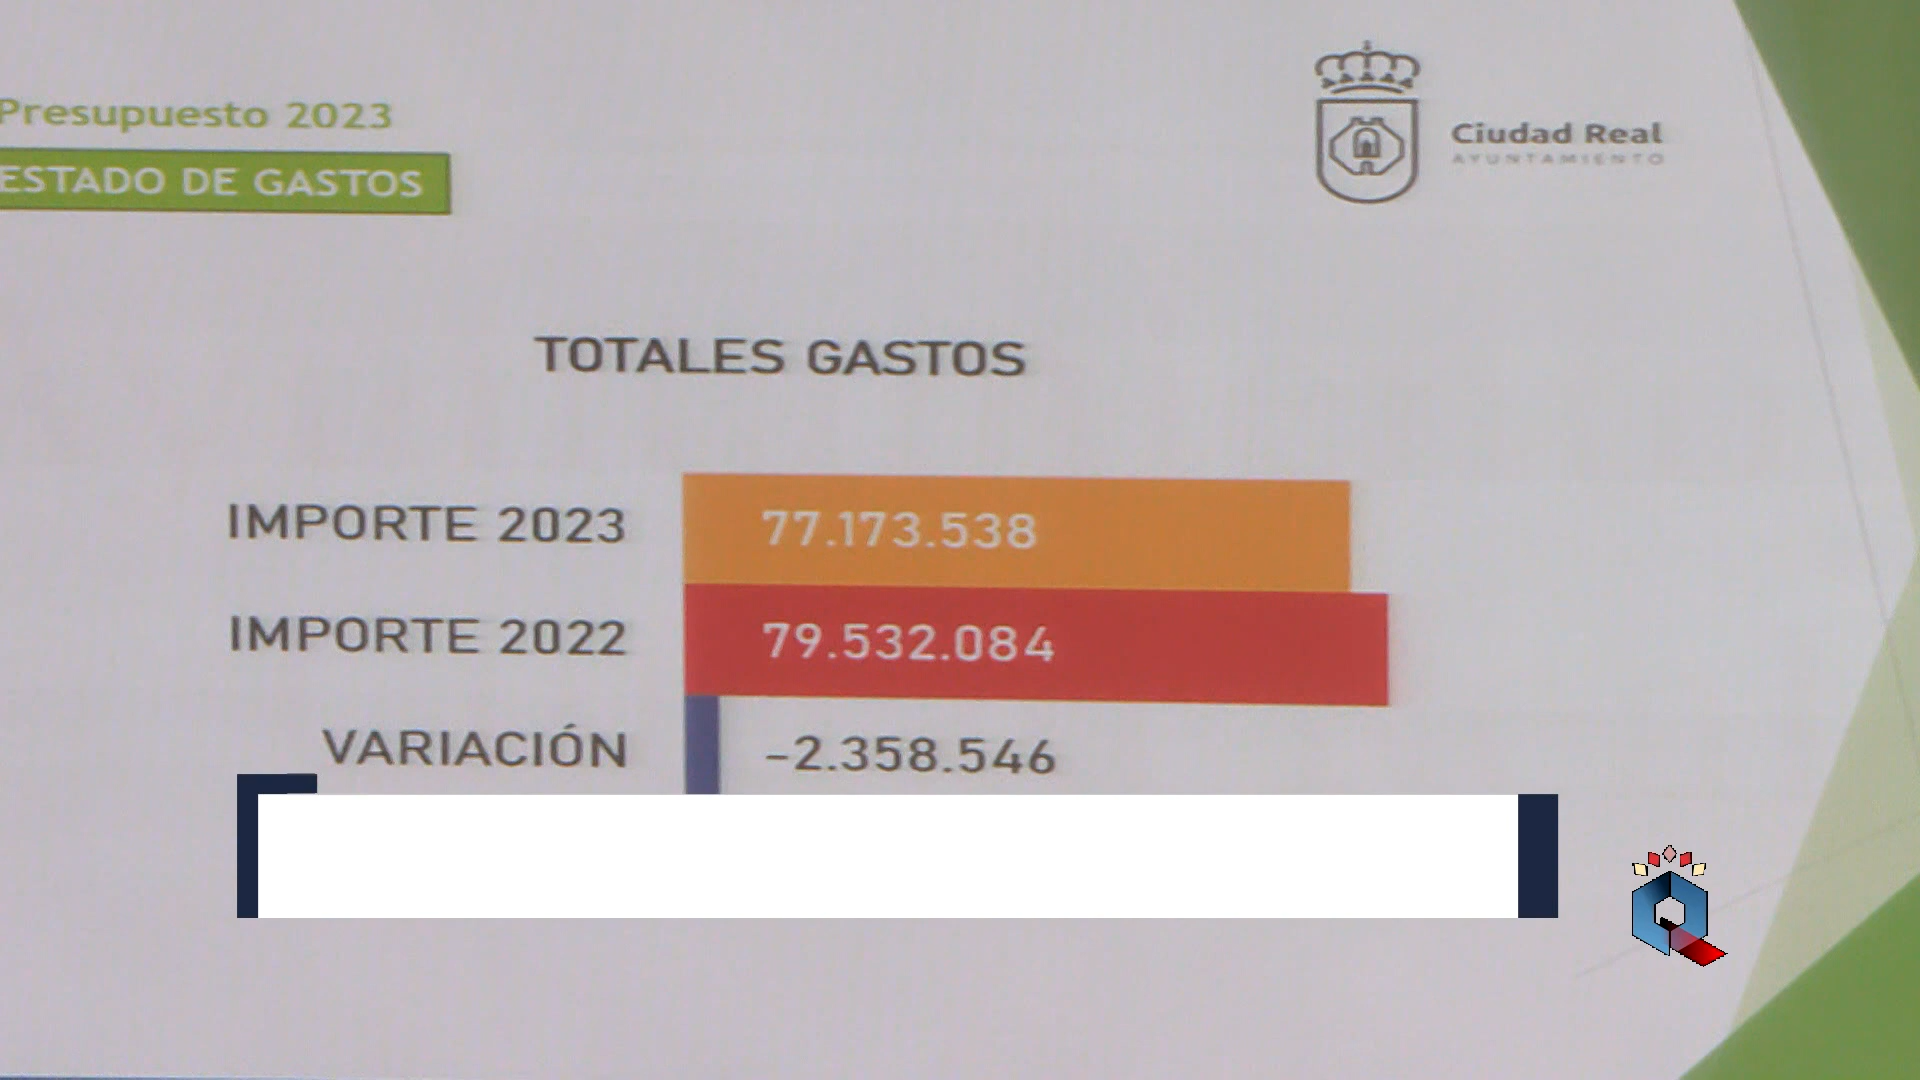 Presupuesto 2023
ESTADO DE GASTOS
Ciudad Real
AYUNTAMIENTO
TOTALES GASTOS
IMPORTE 2023 77.173.538
IMPORTE 2022 79.532.084
VARIACIÓN -2.358.546